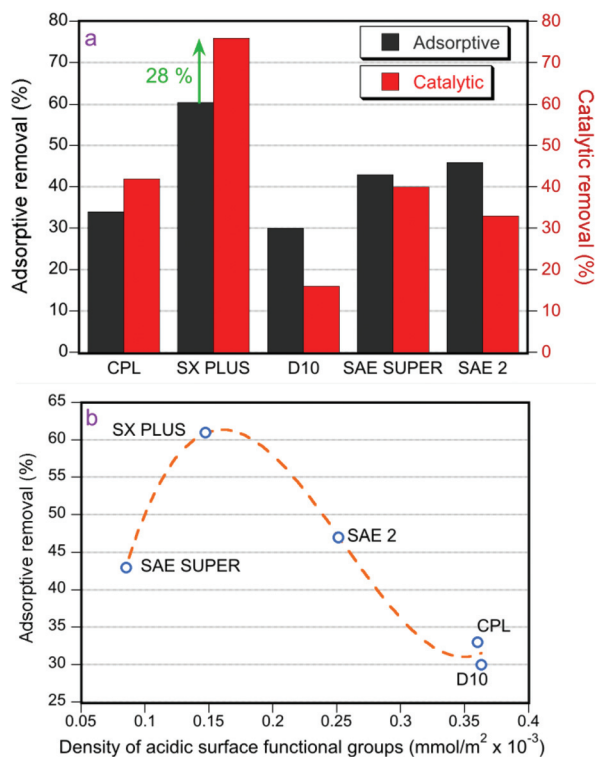 a
Adsorptive
Catalytic
28 %
Adsorptive removal (%)
80
70
60
50
40
30
20
10
0
Catalytic removal (%)
80
70
60
50
40
30
20
10
0
CPL SX PLUS D10 SAE SUPER SAE 2
b
Adsorptive removal (%)
65
60
55
50
45
40
35
30
25
SX PLUS
SAE SUPER
SAE 2
CPL
D10
0.05 0.1 0.15 0.2 0.25 0.3 0.35 0.4
Density of acidic surface functional groups (mmol/m² x 10⁻³)